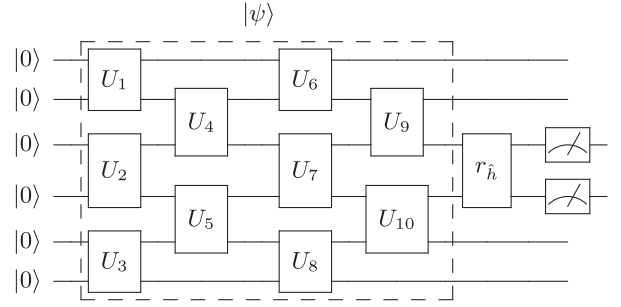 |ψ⟩
|0⟩ U₁ U₆
|0⟩ U₄ U₉
|0⟩ U₂ U₇ r_ĥ
|0⟩ U₅ U₁₀
|0⟩ U₃ U₈
|0⟩